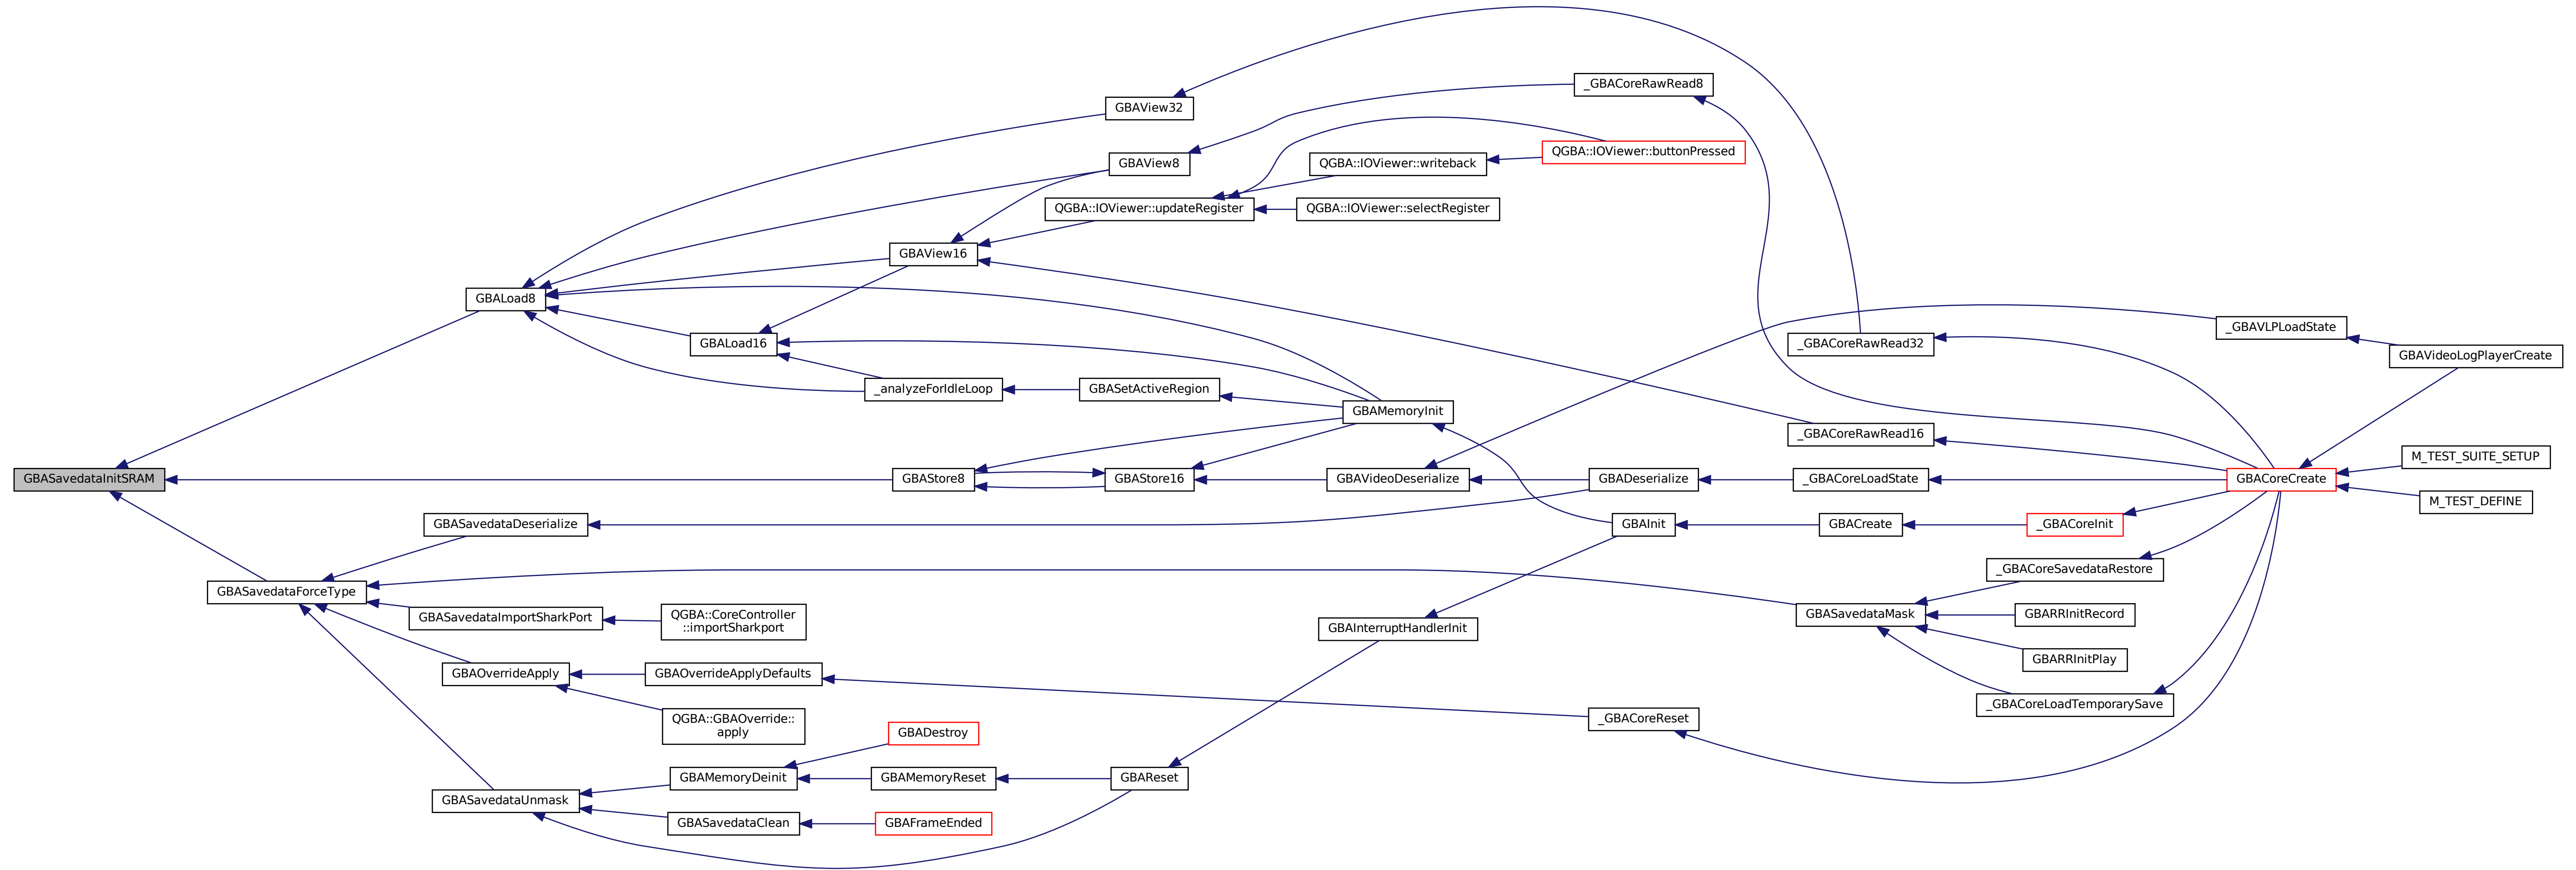 GBAView32
_GBACoreRawRead8
GBAView8
QGBA::IOViewer::writeback
QGBA::IOViewer::buttonPressed
QGBA::IOViewer::updateRegister
QGBA::IOViewer::selectRegister
GBAView16
GBALoad8
GBALoad16
_analyzeForIdleLoop
GBASetActiveRegion
GBAMemoryInit
_GBACoreRawRead32
_GBAVLPLoadState
GBAVideoLogPlayerCreate
_GBACoreRawRead16
GBASavedataInitSRAM
GBAStore8
GBAStore16
GBAVideoDeserialize
GBADeserialize
_GBACoreLoadState
GBACoreCreate
M_TEST_SUITE_SETUP
M_TEST_DEFINE
GBASavedataDeserialize
GBAInit
GBACreate
_GBACoreInit
_GBACoreSavedataRestore
GBASavedataForceType
GBASavedataImportSharkPort
QGBA::CoreController
::importSharkport
GBAInterruptHandlerInit
GBASavedataMask
GBARRInitRecord
GBARRInitPlay
GBAOverrideApply
GBAOverrideApplyDefaults
_GBACoreLoadTemporarySave
QGBA::GBAOverride::
apply
_GBACoreReset
GBADestroy
GBAMemoryDeinit
GBAMemoryReset
GBAReset
GBASavedataUnmask
GBASavedataClean
GBAFrameEnded